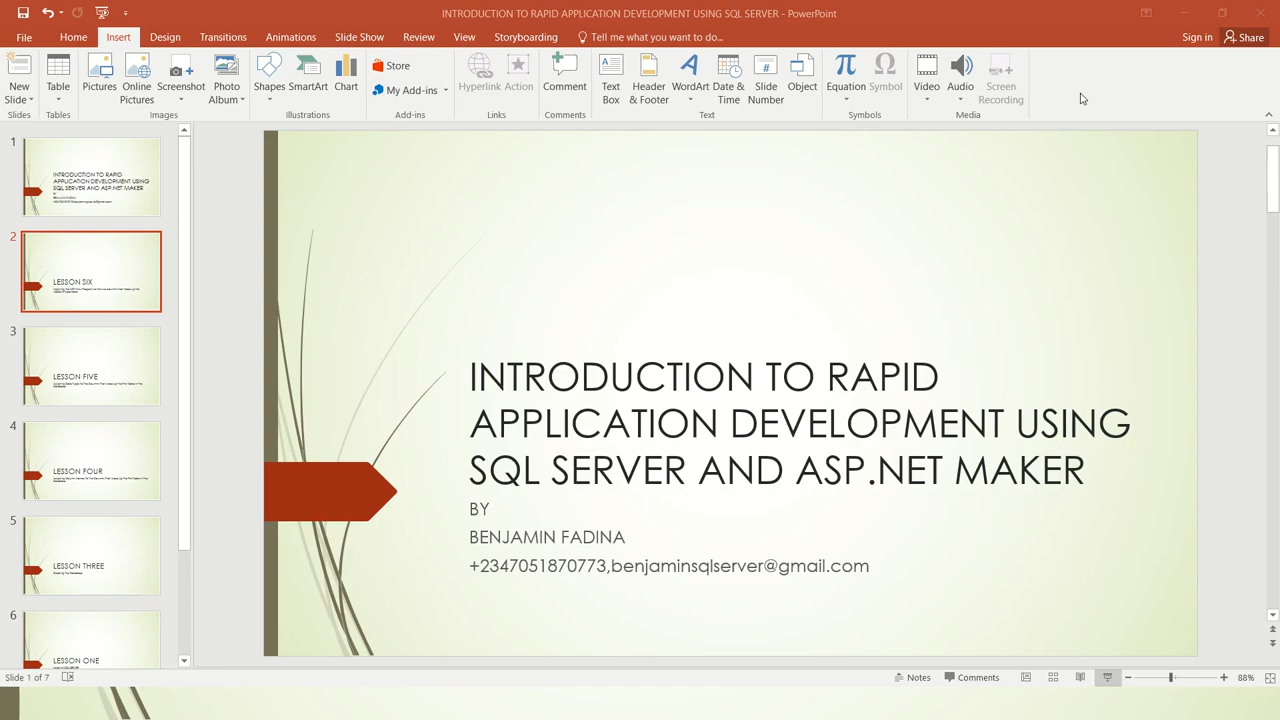 INTRODUCTION TO RAPID APPLICATION DEVELOPMENT USING SQL SERVER - PowerPoint
File Home Insert Design Transitions Animations Slide Show Review View Storyboarding Tell me what you want to do... Sign in Share
New Slide
Table
Pictures
Online Pictures
Screenshot
Photo Album
Shapes
SmartArt
Chart
Store
My Add-ins
Hyperlink
Action
Comment
Text Box
Header & Footer
WordArt
Date & Time
Slide Number
Object
Equation
Symbol
Video
Audio
Screen Recording
Slides Tables Images Illustrations Add-ins Links Comments Text Symbols Media
1
INTRODUCTION TO RAPID
APPLICATION DEVELOPMENT USING
SQL SERVER AND ASP.NET MAKER
2
LESSON SIX
3
LESSON FIVE
4
LESSON FOUR
5
LESSON THREE
6
LESSON ONE
INTRODUCTION TO RAPID
APPLICATION DEVELOPMENT USING
SQL SERVER AND ASP.NET MAKER
BY
BENJAMIN FADINA
+2347051870773,benjaminsqlserver@gmail.com
Slide 1 of 7
Notes
Comments
88%